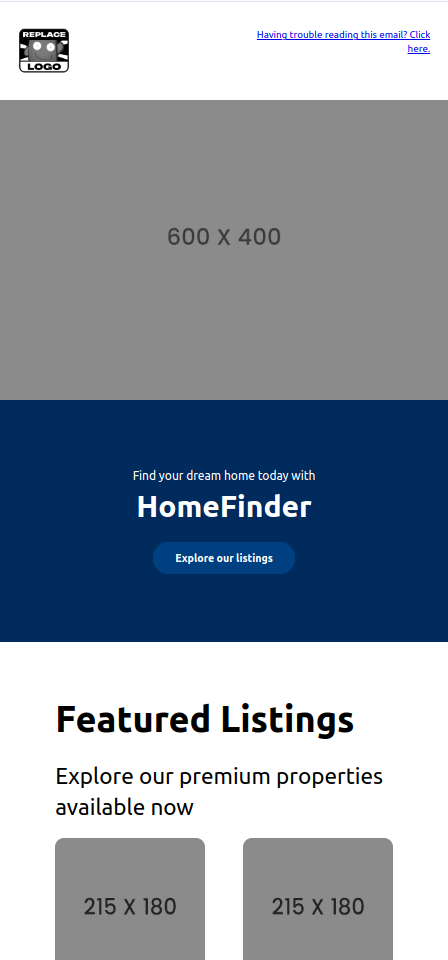 REPLACE
LOGO
Having trouble reading this email? Click
here.
600 X 400
Find your dream home today with
HomeFinder
Explore our listings
Featured Listings
Explore our premium properties
available now
215 X 180
215 X 180